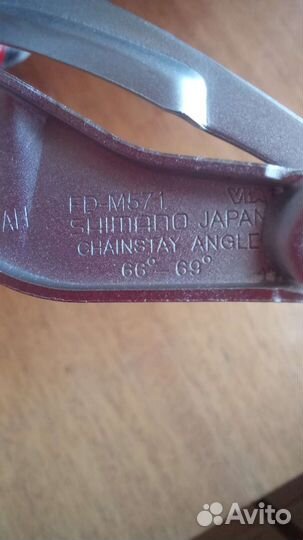 FD-M571
SHIMANO JAPAN
CHAINSTAY ANGLE
66°-69°
Avito